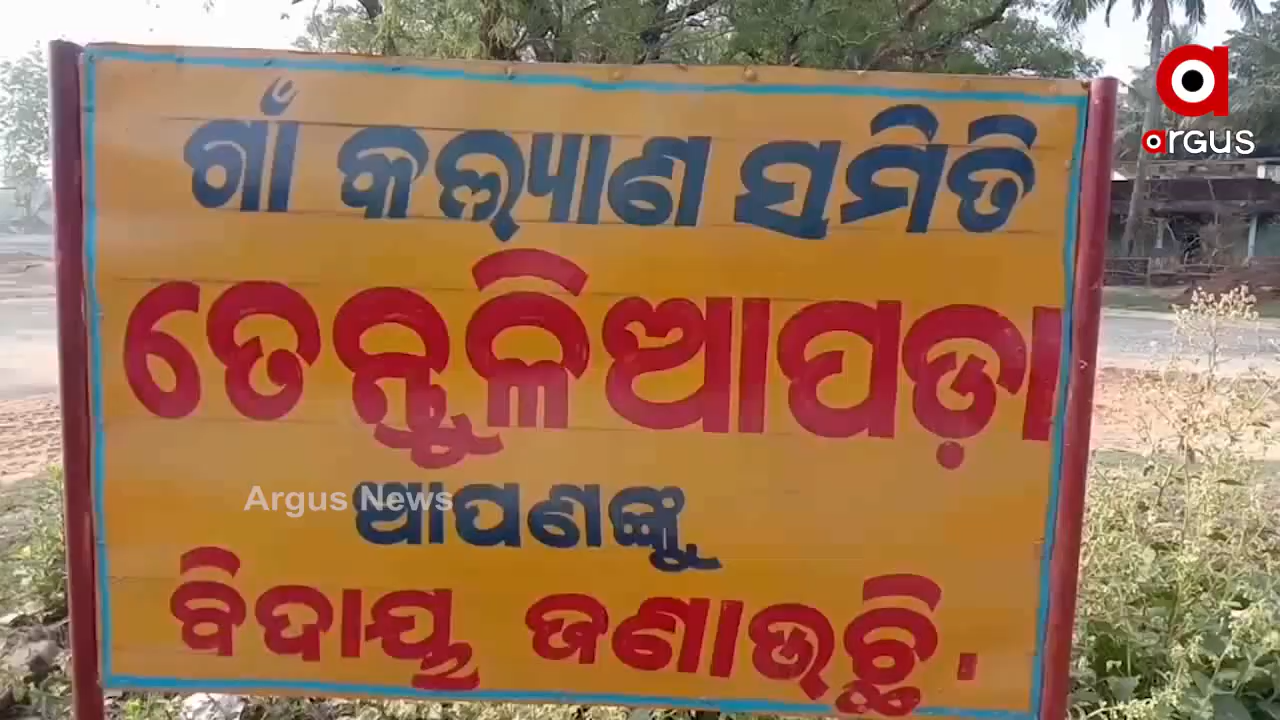 ଗାଁ କଲ୍ୟାଣ ସମିତି
ତେନ୍ତୁଳିଆପଡ଼ା
ଆପଣଙ୍କୁ
ବିଦାୟ ଜଣାଉଛି.
Argus News
argus